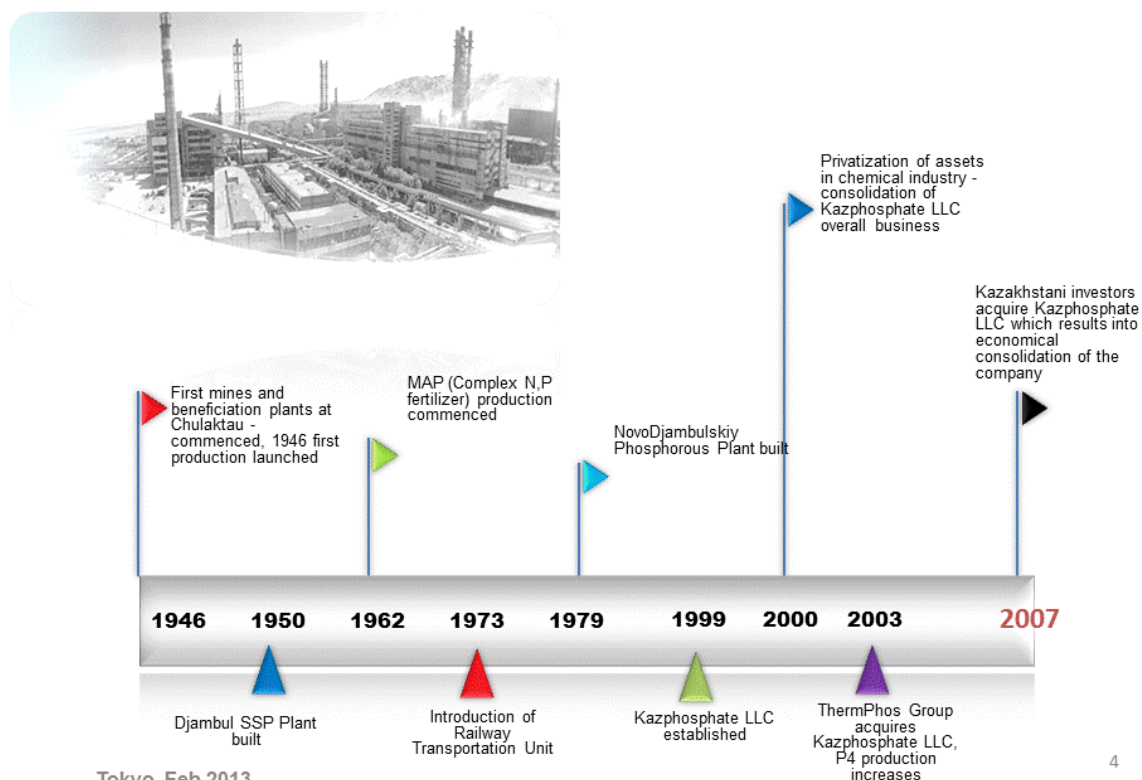 Privatization of assets
in chemical industry -
consolidation of
Kazphosphate LLC
overall business
Kazakhstani investors
acquire Kazphosphate
LLC which results into
economical
consolidation of the
company
First mines and
beneficiation plants at
Chulaktau -
commenced, 1946 first
production launched
MAP (Complex N,P
fertilizer) production
commenced
NovoDjambulskiy
Phosphorous Plant built
1946 1950 1962 1973 1979 1999 2000 2003 2007
Djambul SSP Plant
built
Introduction of
Railway
Transportation Unit
Kazphosphate LLC
established
ThermPhos Group
acquires
Kazphosphate LLC,
P4 production
increases
Tokyo, Feb 2013
4